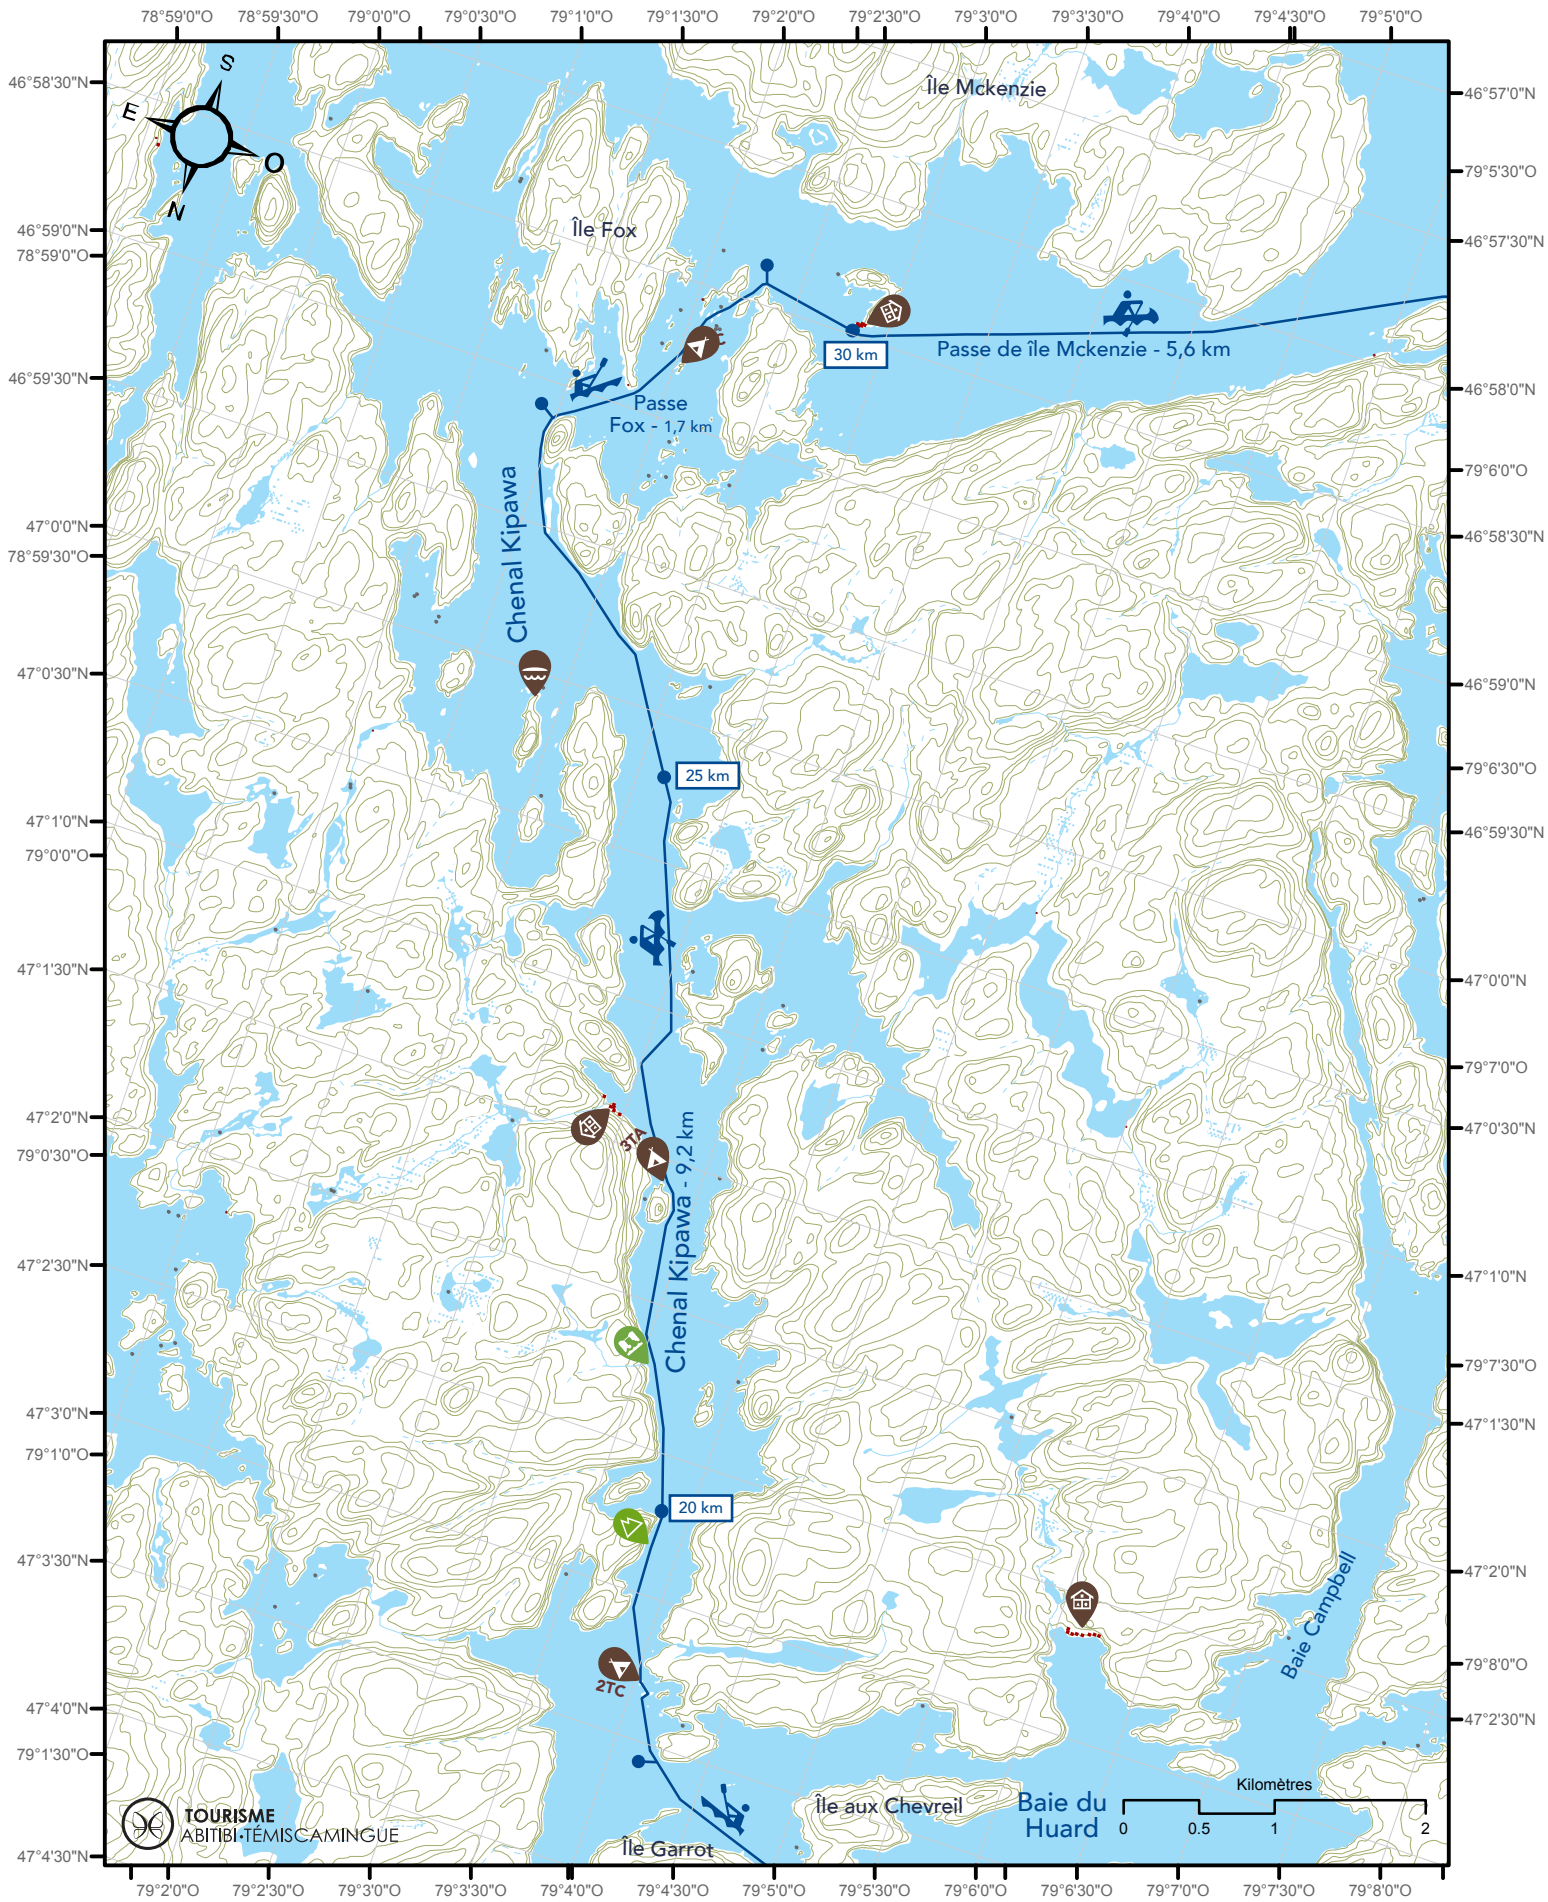 78°59'0"O 78°59'30"O 79°0'0"O 79°0'30"O 79°1'0"O 79°1'30"O 79°2'0"O 79°2'30"O 79°3'0"O 79°3'30"O 79°4'0"O 79°4'30"O 79°5'0"O
46°58'30"N
46°59'0"N
78°59'0"O
46°59'30"N
47°0'0"N
78°59'30"O
47°0'30"N
47°1'0"N
79°0'0"O
47°1'30"N
47°2'0"N
79°0'30"O
47°2'30"N
47°3'0"N
79°1'0"O
47°3'30"N
47°4'0"N
79°1'30"O
47°4'30"N
S
E
O
N
Île Mckenzie
Île Fox
30 km
Passe de île Mckenzie - 5,6 km
Passe
Fox - 1,7 km
Chenal Kipawa
25 km
3TA
Chenal Kipawa - 9,2 km
20 km
2TC
Baie Campbell
Île aux Chevreil
Île Garrot
Baie du
Huard
Kilomètres
0 0.5 1 2
TOURISME
ABITIBI·TÉMISCAMINGUE
46°57'0"N
79°5'30"O
46°57'30"N
46°58'0"N
79°6'0"O
46°58'30"N
46°59'0"N
79°6'30"O
46°59'30"N
47°0'0"N
79°7'0"O
47°0'30"N
47°1'0"N
79°7'30"O
47°1'30"N
47°2'0"N
79°8'0"O
47°2'30"N
79°2'0"O 79°2'30"O 79°3'0"O 79°3'30"O 79°4'0"O 79°4'30"O 79°5'0"O 79°5'30"O 79°6'0"O 79°6'30"O 79°7'0"O 79°7'30"O 79°8'0"O